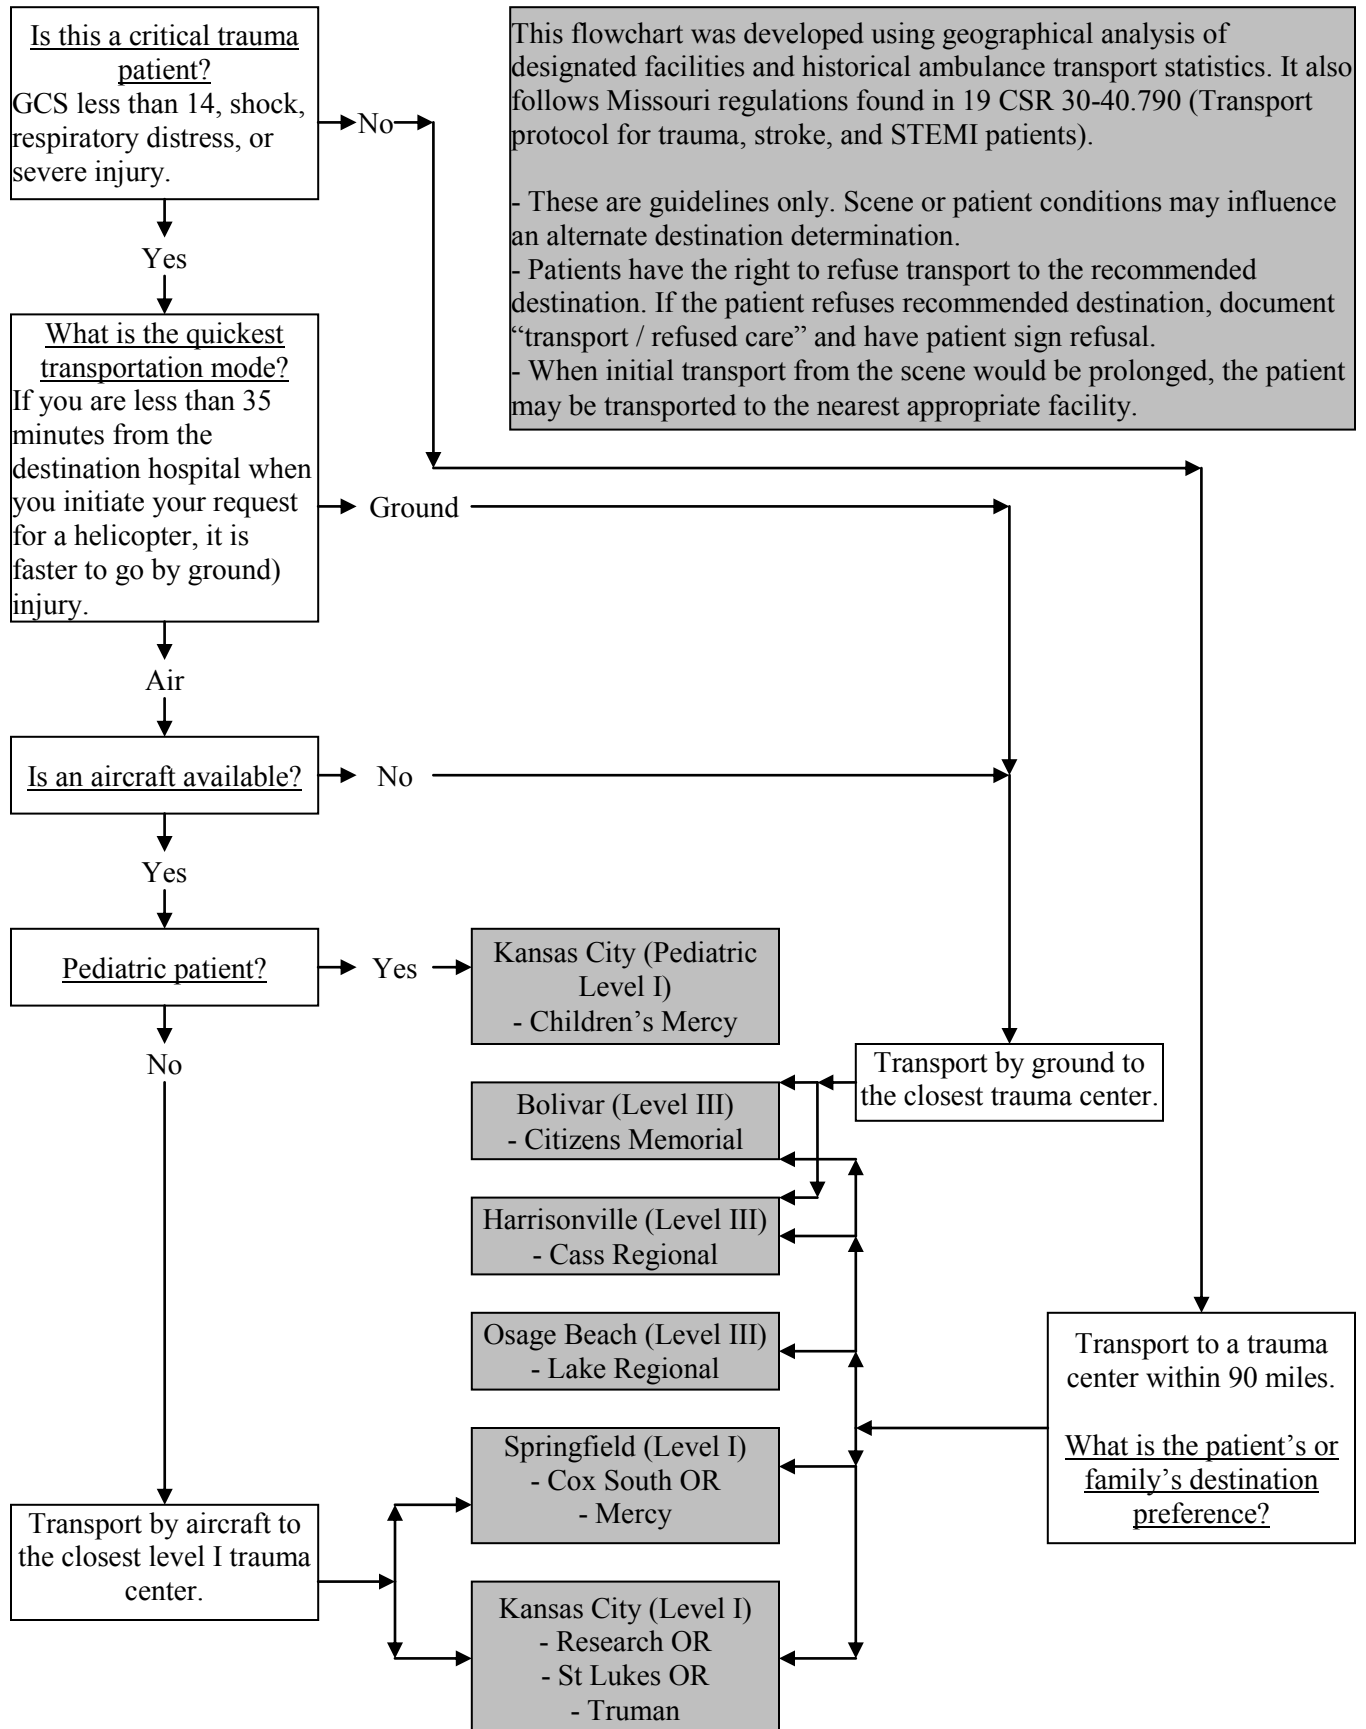 Is this a critical trauma
patient?
GCS less than 14, shock,
respiratory distress, or
severe injury.
No
This flowchart was developed using geographical analysis of
designated facilities and historical ambulance transport statistics. It also
follows Missouri regulations found in 19 CSR 30-40.790 (Transport
protocol for trauma, stroke, and STEMI patients).
- These are guidelines only. Scene or patient conditions may influence
an alternate destination determination.
- Patients have the right to refuse transport to the recommended
destination. If the patient refuses recommended destination, document
“transport / refused care” and have patient sign refusal.
- When initial transport from the scene would be prolonged, the patient
may be transported to the nearest appropriate facility.
Yes
What is the quickest
transportation mode?
If you are less than 35
minutes from the
destination hospital when
you initiate your request
for a helicopter, it is
faster to go by ground)
injury.
Ground
Air
Is an aircraft available?
No
Yes
Pediatric patient?
Yes
Kansas City (Pediatric
Level I)
- Children’s Mercy
No
Transport by ground to
the closest trauma center.
Bolivar (Level III)
- Citizens Memorial
Harrisonville (Level III)
- Cass Regional
Osage Beach (Level III)
- Lake Regional
Transport to a trauma
center within 90 miles.
What is the patient’s or
family’s destination
preference?
Springfield (Level I)
- Cox South OR
- Mercy
Transport by aircraft to
the closest level I trauma
center.
Kansas City (Level I)
- Research OR
- St Lukes OR
- Truman